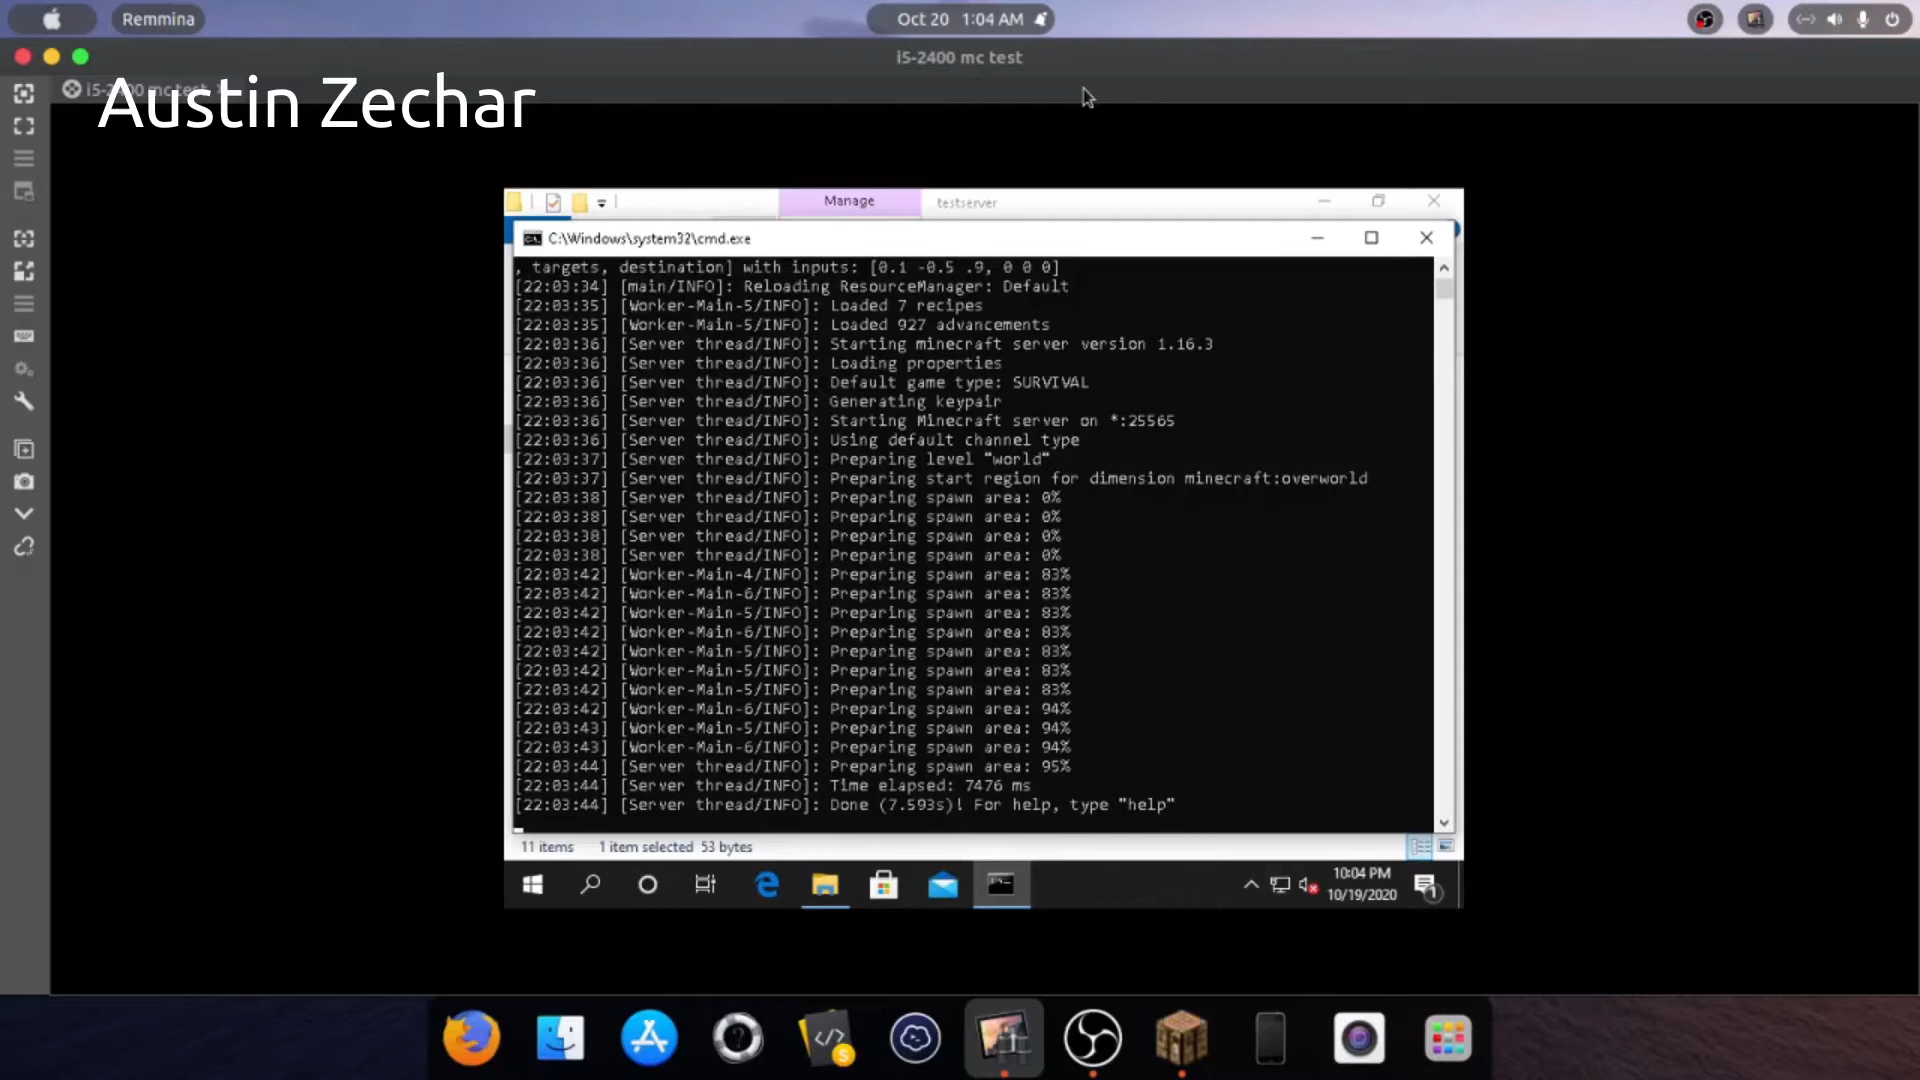 Remmina
Oct 20 1:04 AM
i5-2400 mc test
Austin Zechar
Manage
testserver
C:\Windows\system32\cmd.exe
, targets, destination] with inputs: [0.1 -0.5 .9, 0 0 0]
[22:03:34] [main/INFO]: Reloading ResourceManager: Default
[22:03:35] [Worker-Main-5/INFO]: Loaded 7 recipes
[22:03:35] [Worker-Main-5/INFO]: Loaded 927 advancements
[22:03:36] [Server thread/INFO]: Starting minecraft server version 1.16.3
[22:03:36] [Server thread/INFO]: Loading properties
[22:03:36] [Server thread/INFO]: Default game type: SURVIVAL
[22:03:36] [Server thread/INFO]: Generating keypair
[22:03:36] [Server thread/INFO]: Starting Minecraft server on *:25565
[22:03:36] [Server thread/INFO]: Using default channel type
[22:03:37] [Server thread/INFO]: Preparing level "world"
[22:03:37] [Server thread/INFO]: Preparing start region for dimension minecraft:overworld
[22:03:38] [Server thread/INFO]: Preparing spawn area: 0%
[22:03:38] [Server thread/INFO]: Preparing spawn area: 0%
[22:03:38] [Server thread/INFO]: Preparing spawn area: 0%
[22:03:38] [Server thread/INFO]: Preparing spawn area: 0%
[22:03:42] [Worker-Main-4/INFO]: Preparing spawn area: 83%
[22:03:42] [Worker-Main-6/INFO]: Preparing spawn area: 83%
[22:03:42] [Worker-Main-5/INFO]: Preparing spawn area: 83%
[22:03:42] [Worker-Main-6/INFO]: Preparing spawn area: 83%
[22:03:42] [Worker-Main-5/INFO]: Preparing spawn area: 83%
[22:03:42] [Worker-Main-5/INFO]: Preparing spawn area: 83%
[22:03:42] [Worker-Main-5/INFO]: Preparing spawn area: 83%
[22:03:42] [Worker-Main-6/INFO]: Preparing spawn area: 94%
[22:03:43] [Worker-Main-5/INFO]: Preparing spawn area: 94%
[22:03:43] [Worker-Main-6/INFO]: Preparing spawn area: 94%
[22:03:44] [Server thread/INFO]: Preparing spawn area: 95%
[22:03:44] [Server thread/INFO]: Time elapsed: 7476 ms
[22:03:44] [Server thread/INFO]: Done (7.593s)! For help, type "help"
11 items 1 item selected 53 bytes
10:04 PM
10/19/2020
1